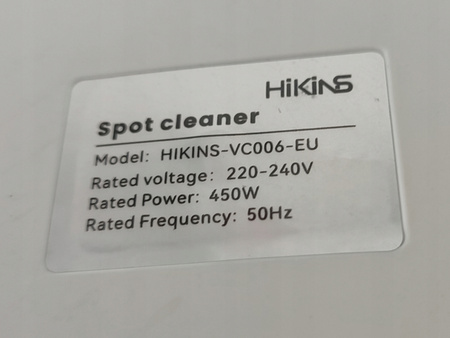 HiKiNS
Spot cleaner
Model: HIKINS-VC006-EU
Rated voltage: 220-240V
Rated Power: 450W
Rated Frequency: 50Hz